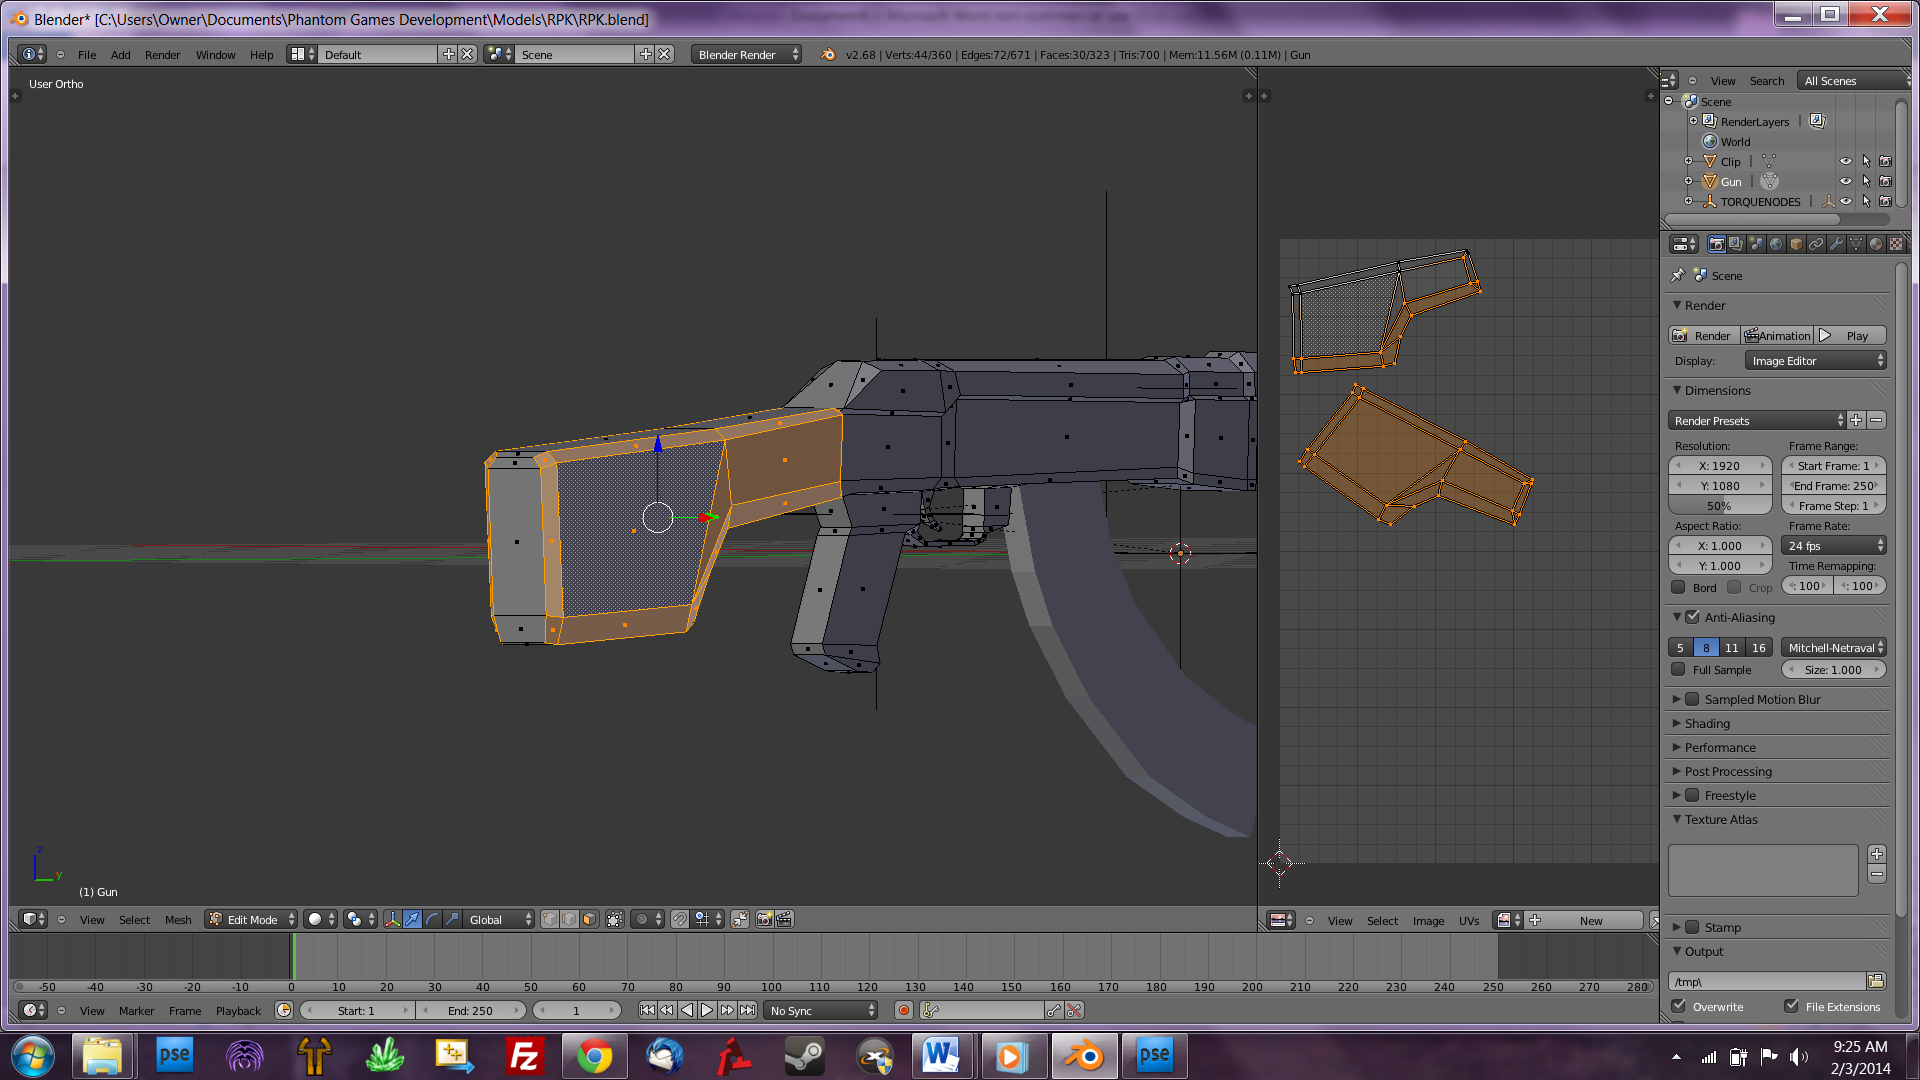 Blender* [C:\Users\Owner\Documents\Phantom Games Development\Models\RPK\RPK.blend]
File Add Render Window Help Default Scene Blender Render v2.68 | Verts:44/360 | Edges:72/671 | Faces:30/323 | Tris:700 | Mem:11.56M (0.11M) | Gun
User Ortho
z
y
(1) Gun
View Select Mesh Edit Mode Global
View Select Image UVs New
View Search All Scenes
Scene
RenderLayers
World
Clip
Gun
TORQUENODES
Scene
Render
Render Animation Play
Display: Image Editor
Dimensions
Render Presets
Resolution: Frame Range:
X: 1920 Start Frame: 1
Y: 1080 End Frame: 250
50% Frame Step: 1
Aspect Ratio: Frame Rate:
X: 1.000 24 fps
Y: 1.000 Time Remapping:
Bord Crop : 100 : 100
Anti-Aliasing
5 8 11 16 Mitchell-Netraval
Full Sample Size: 1.000
Sampled Motion Blur
Shading
Performance
Post Processing
Freestyle
Texture Atlas
Stamp
Output
/tmp\
Overwrite File Extensions
-50 -40 -30 -20 -10 0 10 20 30 40 50 60 70 80 90 100 110 120 130 140 150 160 170 180 190 200 210 220 230 240 250 260 270 280
View Marker Frame Playback Start: 1 End: 250 1 No Sync
pse Fz W pse
9:25 AM
2/3/2014